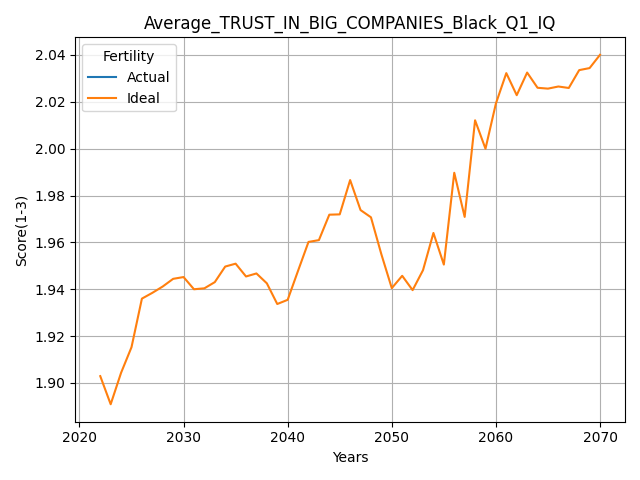 Average_TRUST_IN_BIG_COMPANIES_Black_Q1_IQ
Fertility
Actual
Ideal
2.04
2.02
2.00
1.98
1.96
1.94
1.92
1.90
Score(1-3)
2020 2030 2040 2050 2060 2070
Years